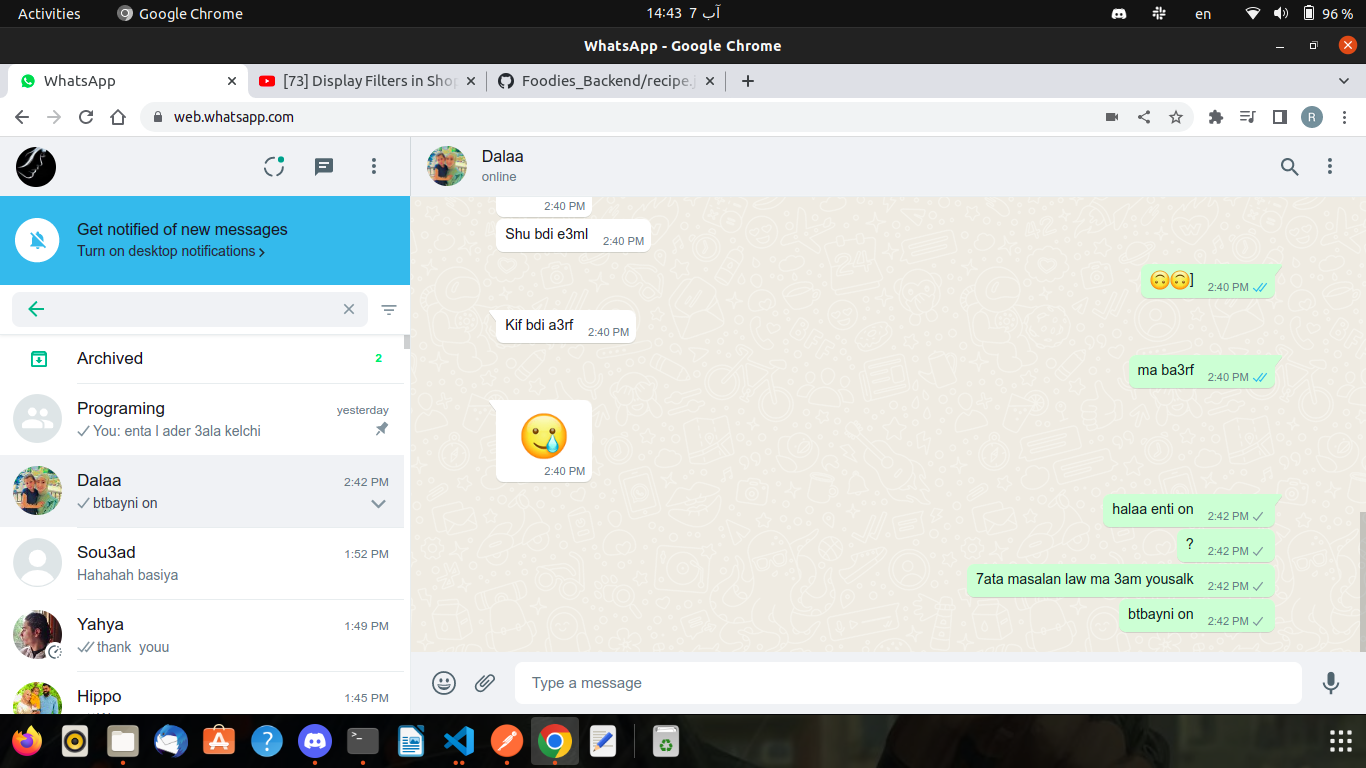 Activities
Google Chrome
14:43 7 آب
en
96 %
WhatsApp - Google Chrome
WhatsApp
[73] Display Filters in Shop
Foodies_Backend/recipe.j
web.whatsapp.com
R
Get notified of new messages
Turn on desktop notifications >
Archived
2
Programing
yesterday
You: enta l ader 3ala kelchi
Dalaa
2:42 PM
btbayni on
Sou3ad
1:52 PM
Hahahah basiya
Yahya
1:49 PM
thank youu
Hippo
1:45 PM
Dalaa
online
2:40 PM
Shu bdi e3ml
2:40 PM
🙃🙃]
2:40 PM
Kif bdi a3rf
2:40 PM
ma ba3rf
2:40 PM
🥲
2:40 PM
halaa enti on
2:42 PM
?
2:42 PM
7ata masalan law ma 3am yousalk
2:42 PM
btbayni on
2:42 PM
Type a message